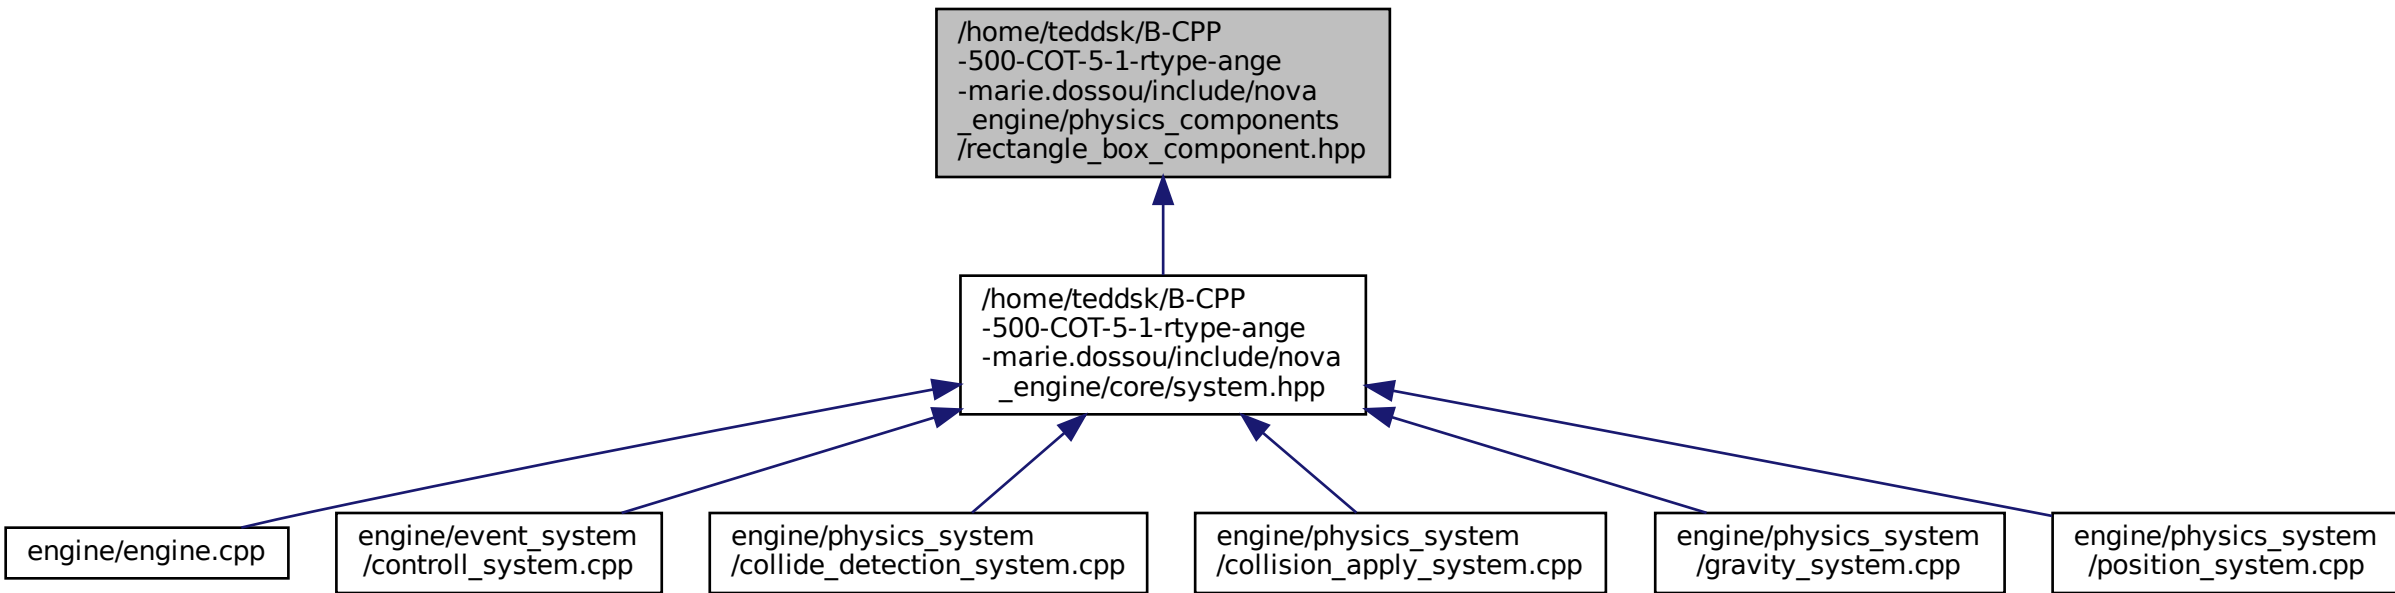 /home/teddsk/B-CPP
-500-COT-5-1-rtype-ange
-marie.dossou/include/nova
_engine/physics_components
/rectangle_box_component.hpp
/home/teddsk/B-CPP
-500-COT-5-1-rtype-ange
-marie.dossou/include/nova
_engine/core/system.hpp
engine/engine.cpp
engine/event_system
/controll_system.cpp
engine/physics_system
/collide_detection_system.cpp
engine/physics_system
/collision_apply_system.cpp
engine/physics_system
/gravity_system.cpp
engine/physics_system
/position_system.cpp